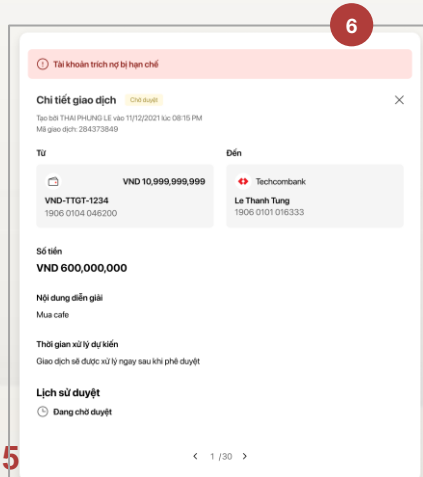 6
Tài khoản trích nợ bị hạn chế
Chi tiết giao dịch Chờ duyệt
Tạo bởi THAI PHUNG LE vào 11/12/2021 lúc 08:15 PM
Mã giao dịch: 284373849
Từ
VND 10,999,999,999
VND-TTGT-1234
1906 0104 046200
Đến
Techcombank
Le Thanh Tung
1906 0101 016333
Số tiền
VND 600,000,000
Nội dung diễn giải
Mua cafe
Thời gian xử lý dự kiến
Giao dịch sẽ được xử lý ngay sau khi phê duyệt
Lịch sử duyệt
Đang chờ duyệt
5
1 /30